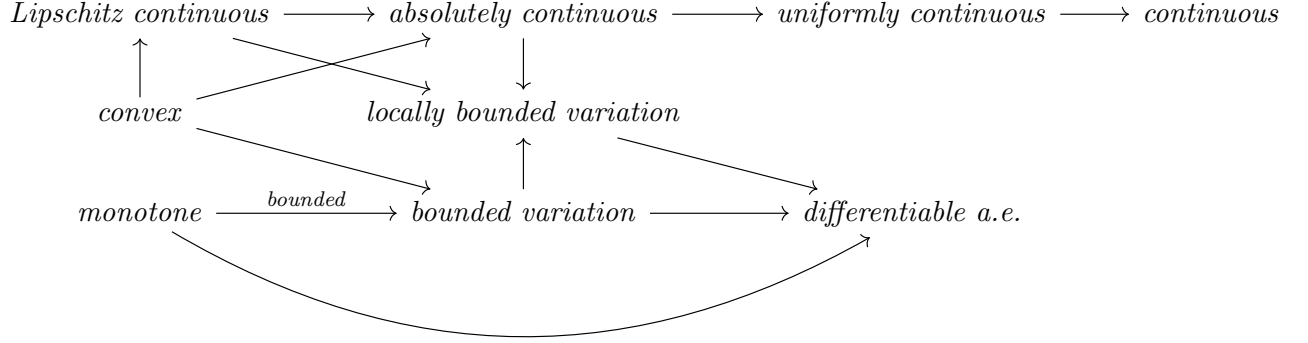 Lipschitz continuous absolutely continuous uniformly continuous continuous
convex locally bounded variation
bounded
monotone bounded variation differentiable a.e.